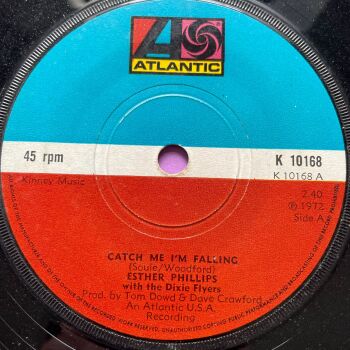 ATLANTIC
45 rpm
K 10168
Kinney Music
K 10168 A
2.40
℗ 1972
Side A
CATCH ME I'M FALLING
(Souie/Woodford)
ESTHER PHILLIPS
with the Dixie Flyers
Prod. by Tom Dowd & Dave Crawford
An Atlantic U.S.A.
Recording